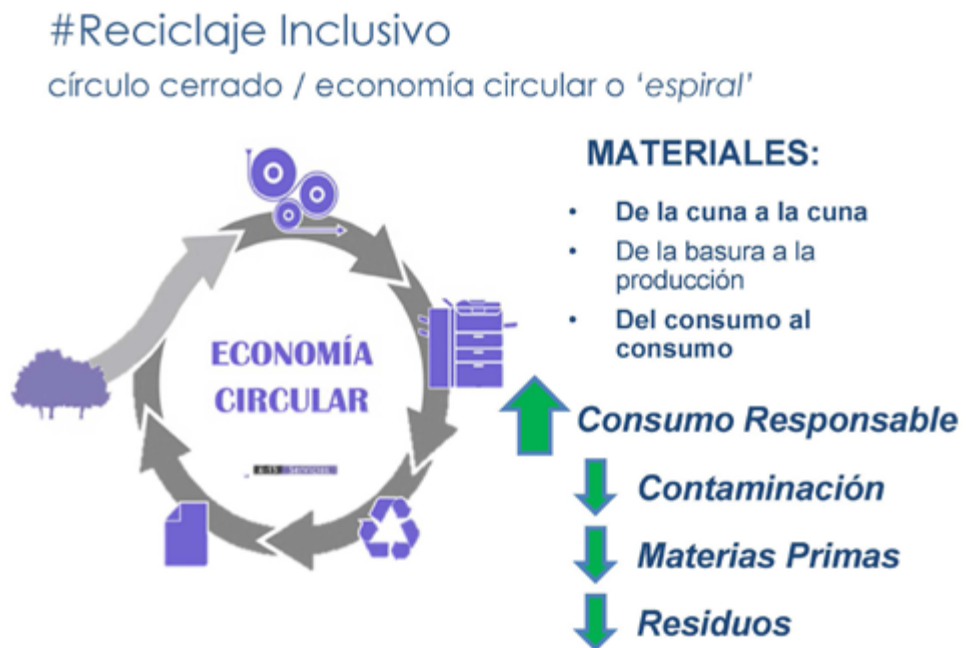 #Reciclaje Inclusivo
círculo cerrado / economía circular o ‘espiral’
MATERIALES:
• De la cuna a la cuna
• De la basura a la
producción
• Del consumo al
consumo
ECONOMÍA
CIRCULAR
Servicios
Consumo Responsable
Contaminación
Materias Primas
Residuos